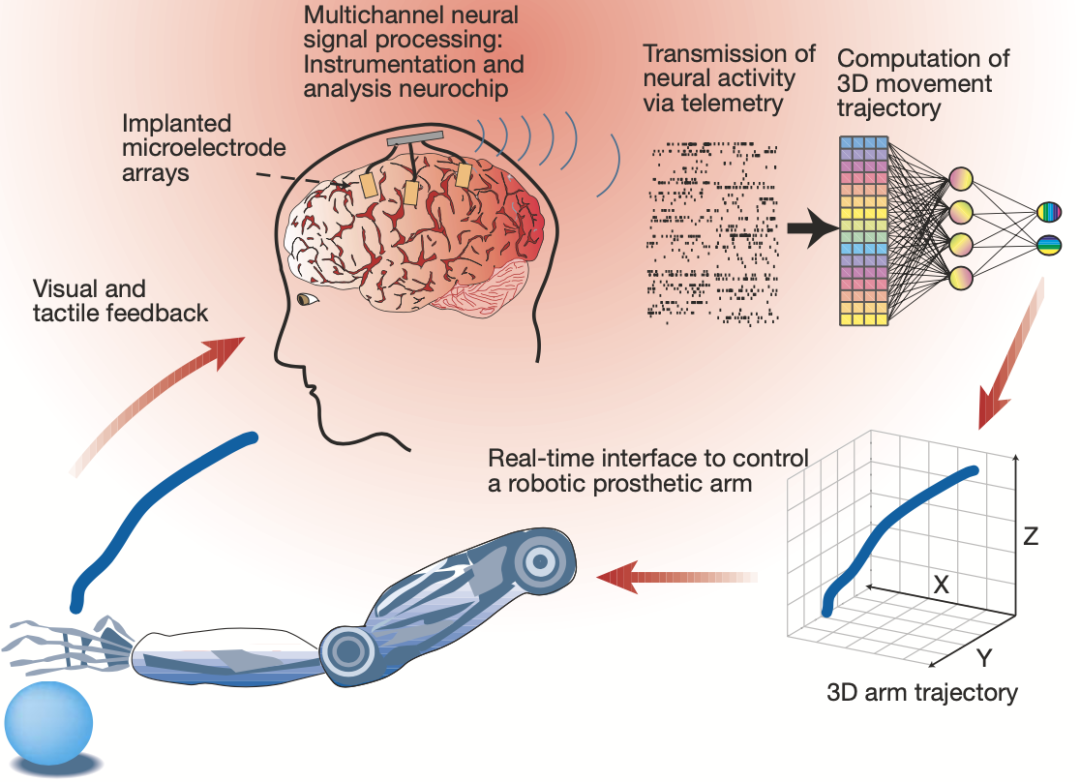 Multichannel neural
signal processing:
Instrumentation and
analysis neurochip
Transmission of
neural activity
via telemetry
Computation of
3D movement
trajectory
Implanted
microelectrode
arrays
Visual and
tactile feedback
Real-time interface to control
a robotic prosthetic arm
Z
X
Y
3D arm trajectory